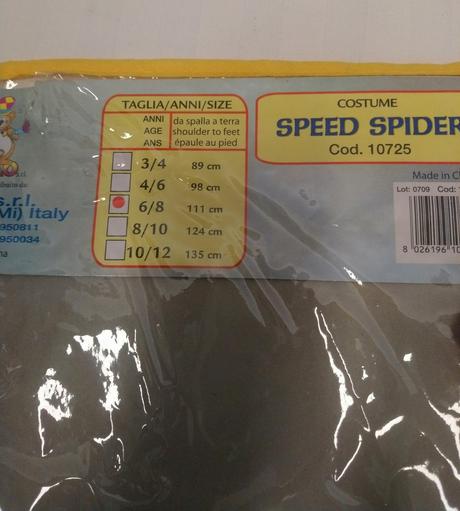 TAGLIA/ANNI/SIZE
ANNI da spalla a terra
AGE shoulder to feet
ANS épaule au pied
3/4 89 cm
4/6 98 cm
6/8 111 cm
8/10 124 cm
10/12 135 cm
COSTUME
SPEED SPIDER
Cod. 10725
Made in
Lot: 0709 Cod:
8 026196 10
s.r.l.
Mi) Italy
950811
950034